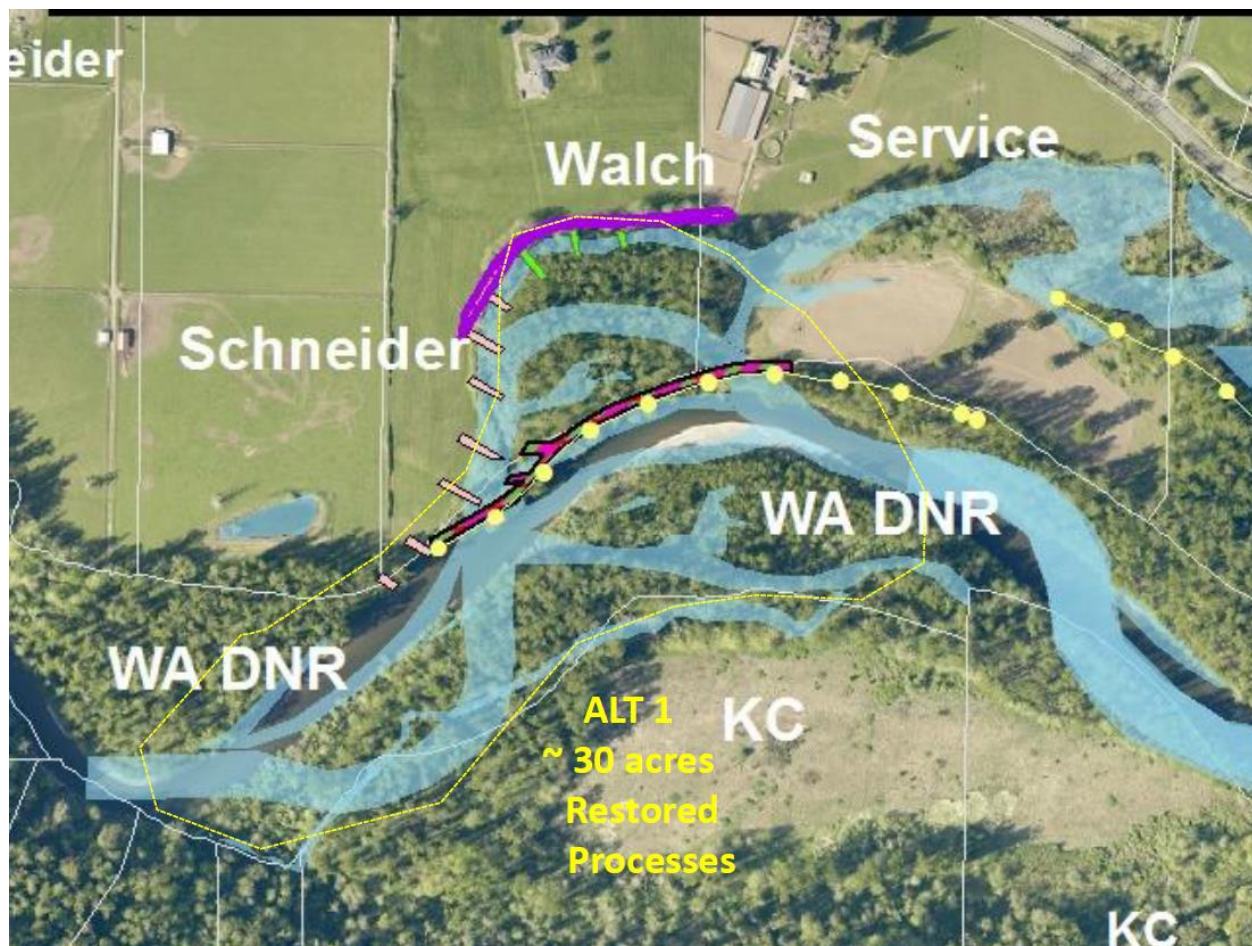 eider
Service
Walch
Schneider
WA DNR
WA DNR
ALT 1
KC
~ 30 acres
Restored
Processes
KC